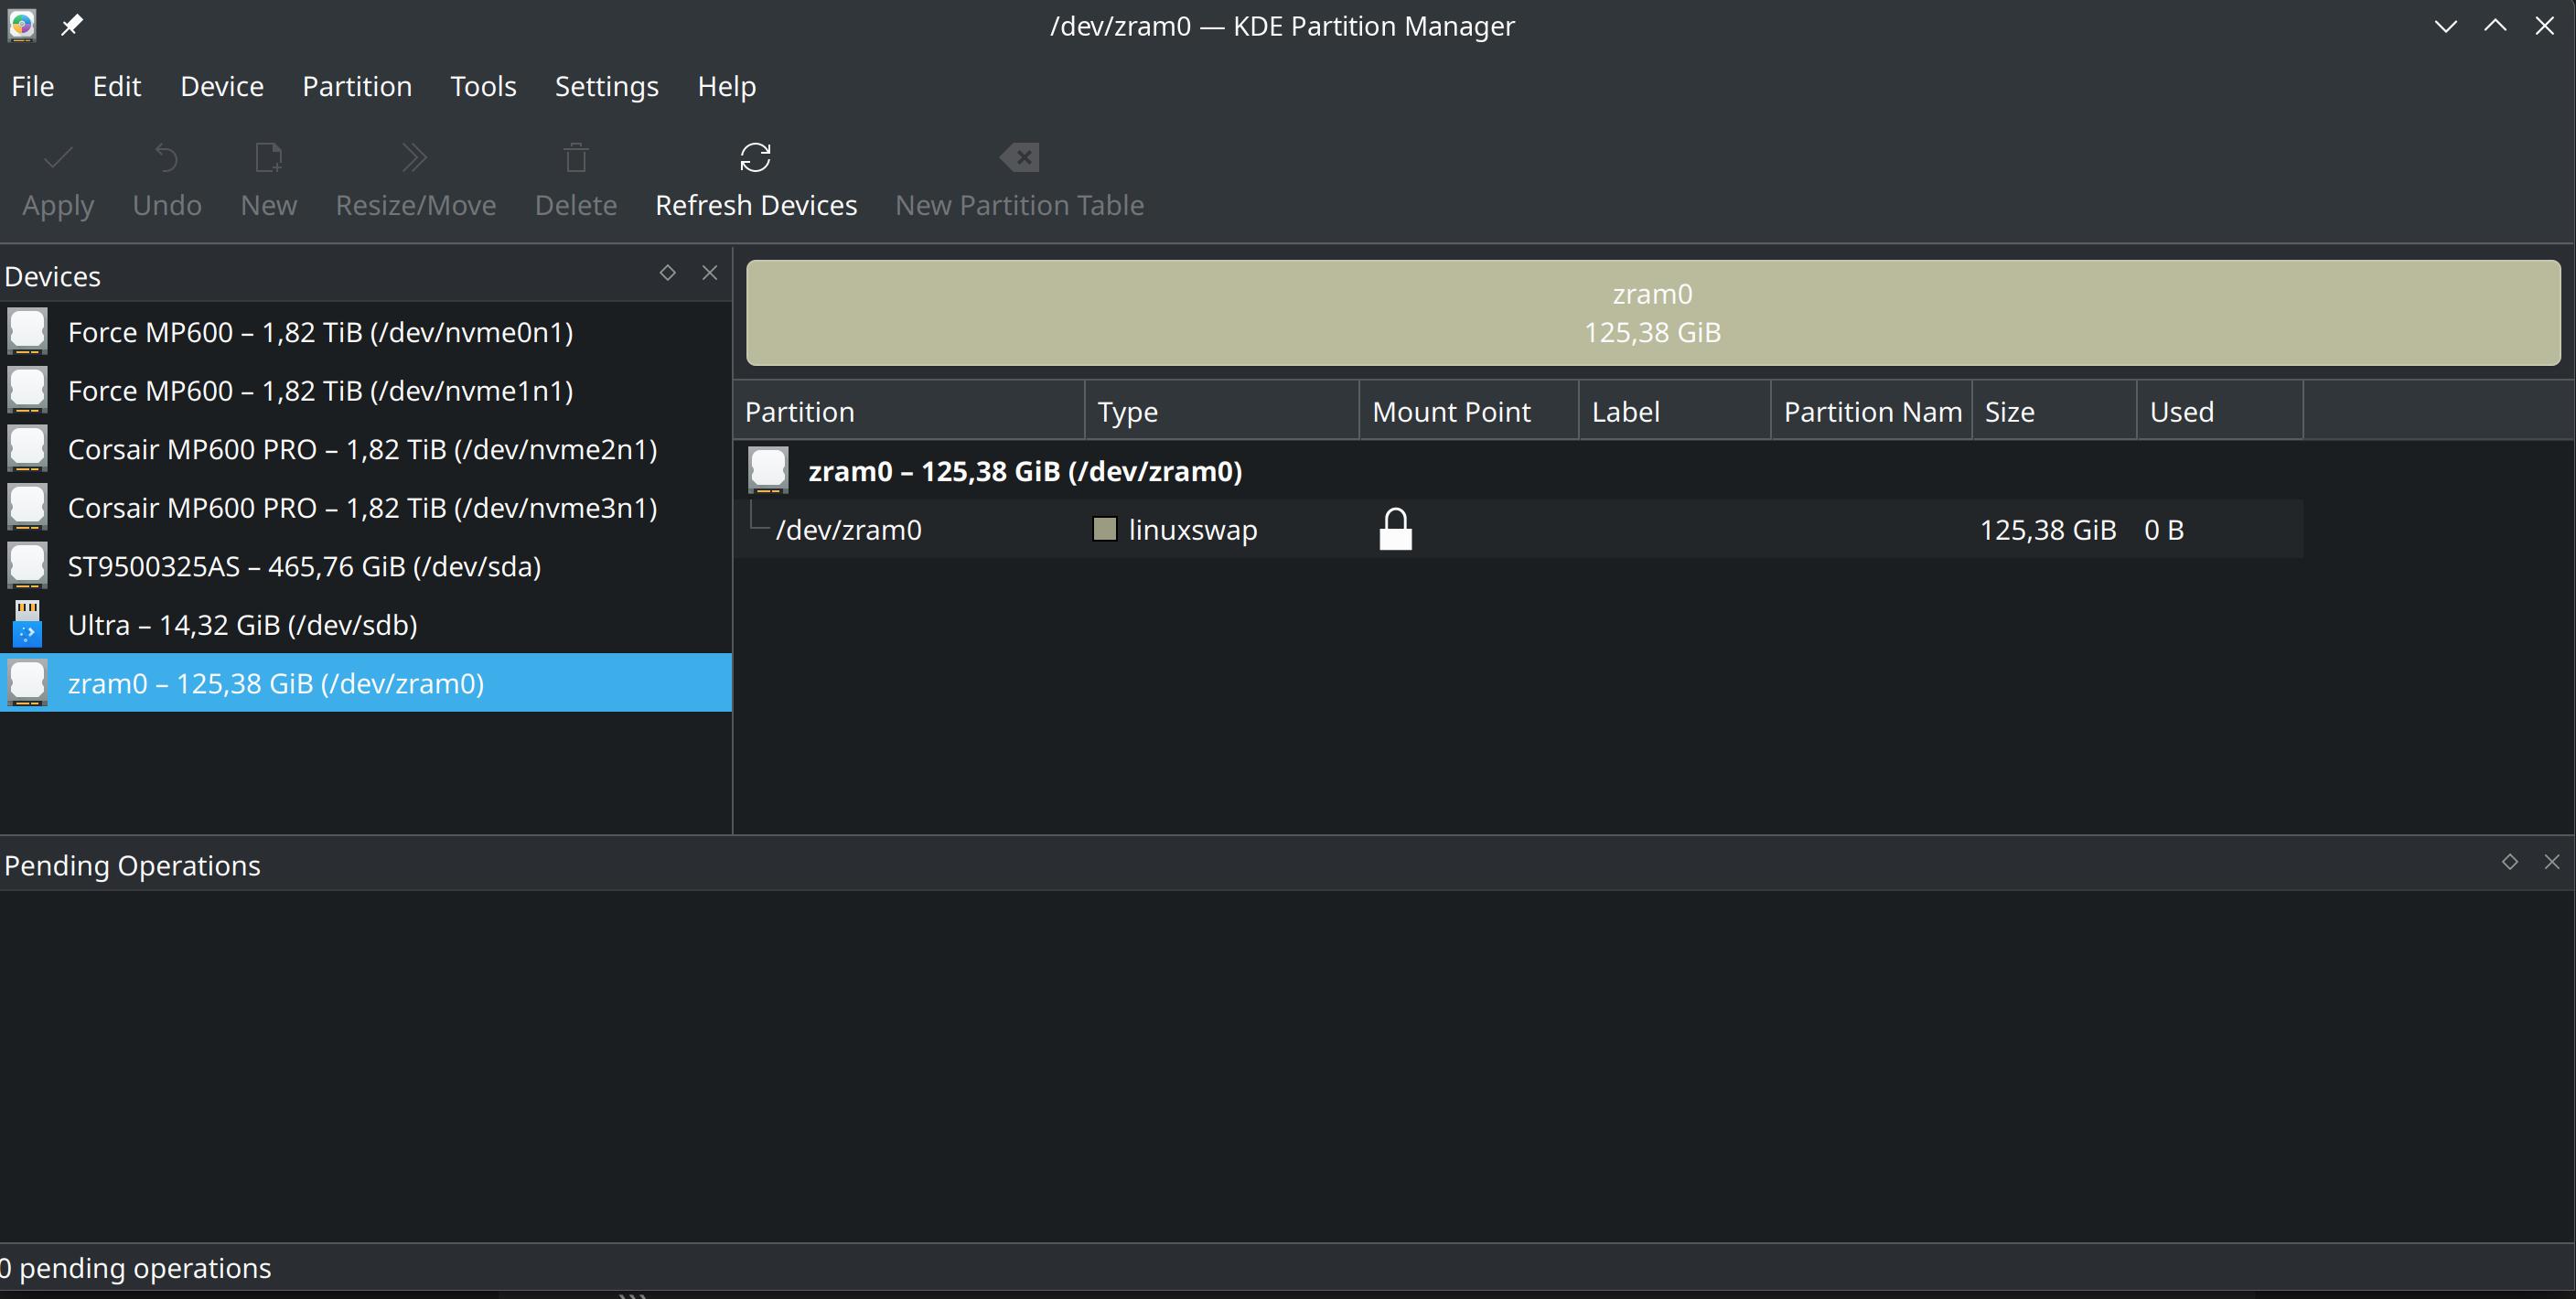 /dev/zram0 — KDE Partition Manager
File Edit Device Partition Tools Settings Help
Apply Undo New Resize/Move Delete Refresh Devices New Partition Table
Devices
Force MP600 – 1,82 TiB (/dev/nvme0n1)
Force MP600 – 1,82 TiB (/dev/nvme1n1)
Corsair MP600 PRO – 1,82 TiB (/dev/nvme2n1)
Corsair MP600 PRO – 1,82 TiB (/dev/nvme3n1)
ST9500325AS – 465,76 GiB (/dev/sda)
Ultra – 14,32 GiB (/dev/sdb)
zram0 – 125,38 GiB (/dev/zram0)
zram0
125,38 GiB
Partition Type Mount Point Label Partition Nam Size Used
zram0 – 125,38 GiB (/dev/zram0)
/dev/zram0 linuxswap 125,38 GiB 0 B
Pending Operations
0 pending operations